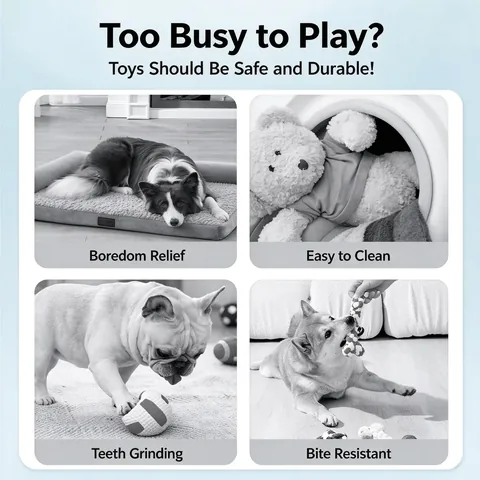 Too Busy to Play?
Toys Should Be Safe and Durable!
Boredom Relief
Easy to Clean
Teeth Grinding
Bite Resistant